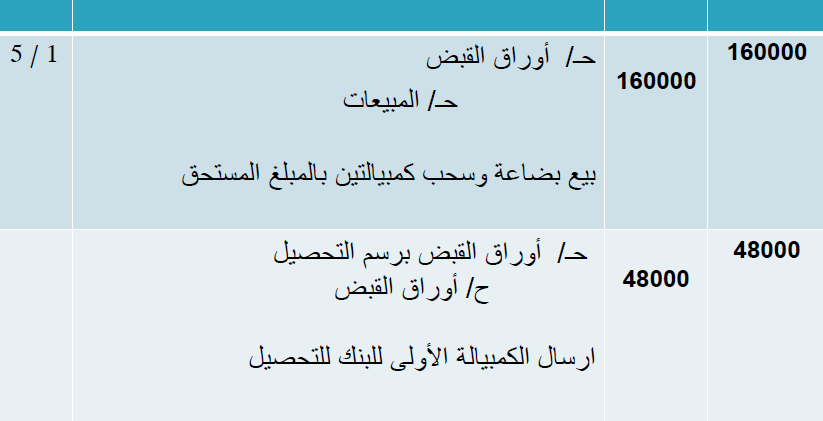 160000
160000
حـ/ أوراق القبض
حـ/ المبيعات
بيع بضاعة وسحب كمبيالتين بالمبلغ المستحق
1 / 5
48000
48000
حـ/ أوراق القبض برسم التحصيل
ح/ أوراق القبض
ارسال الكمبيالة الأولى للبنك للتحصيل